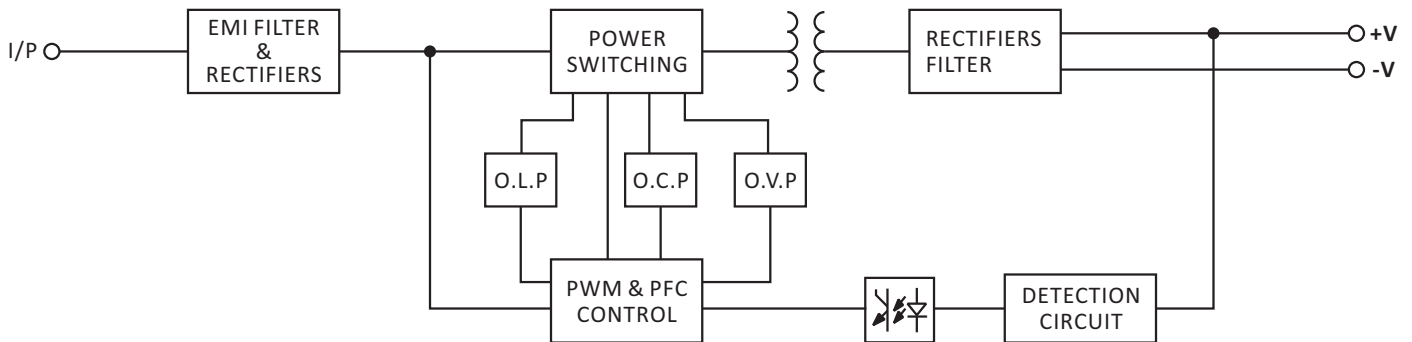 I/P
EMI FILTER
&
RECTIFIERS
POWER
SWITCHING
RECTIFIERS
FILTER
+V
-V
O.L.P
O.C.P
O.V.P
PWM & PFC
CONTROL
DETECTION
CIRCUIT